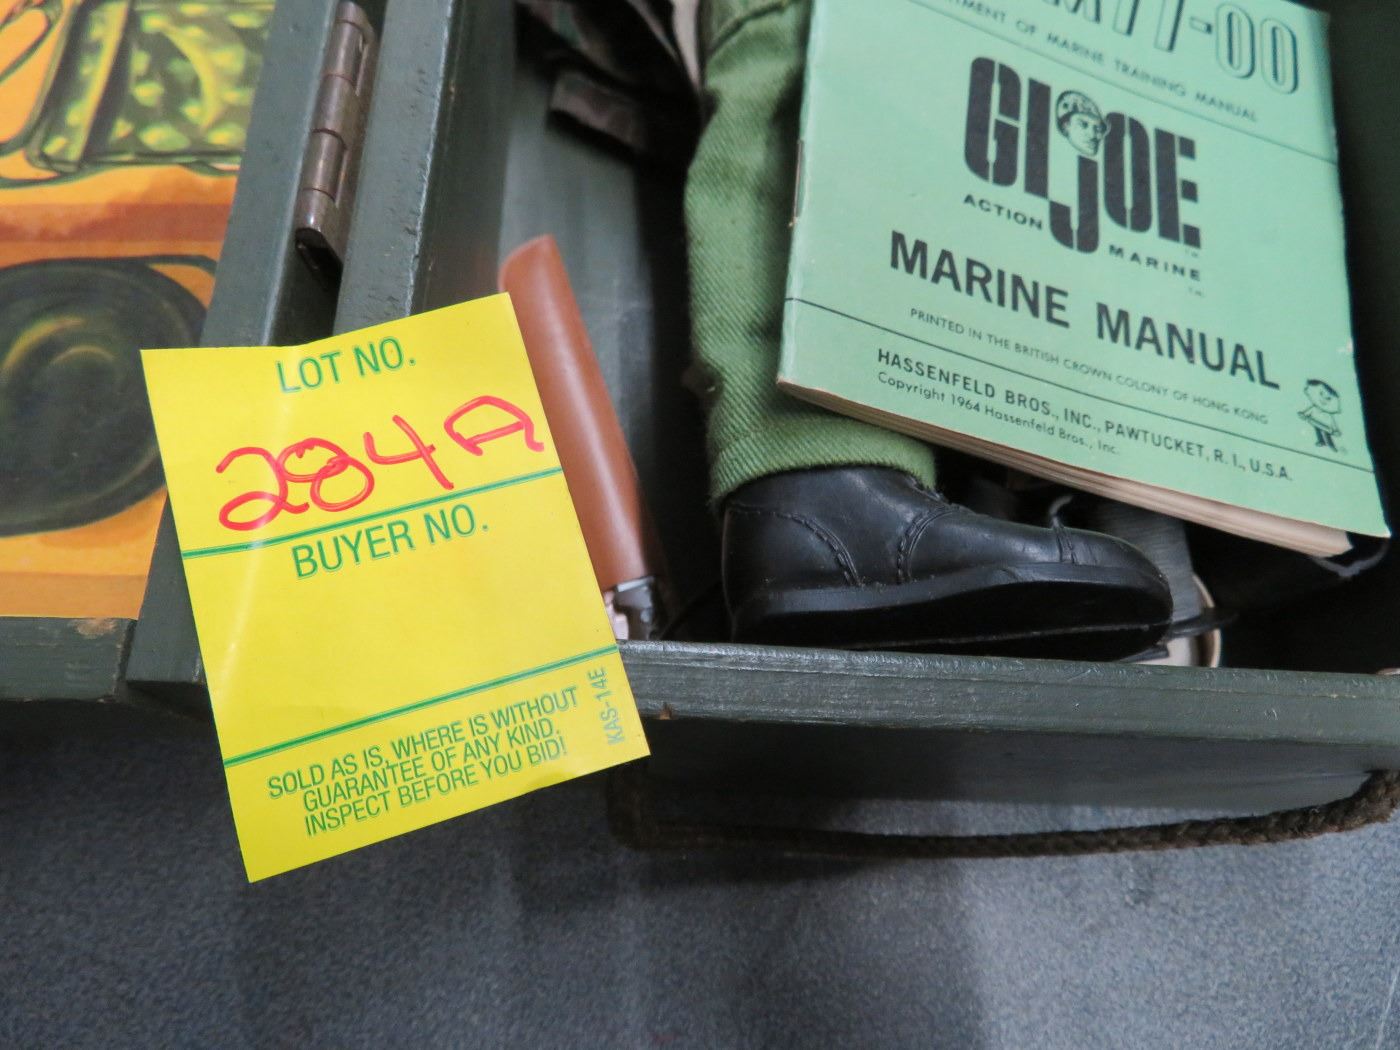 LOT NO.
284A
BUYER NO.
SOLD AS IS, WHERE IS WITHOUT
GUARANTEE OF ANY KIND.
INSPECT BEFORE YOU BID!
KAS-14E
OF MARINE TRAINING MANUAL
GI JOE
ACTION MARINE
MARINE MANUAL
PRINTED IN THE BRITISH CROWN COLONY OF HONG KONG
HASSENFELD BROS., INC., PAWTUCKET, R. I., U.S.A.
Copyright 1964 Hassenfeld Bros., Inc.